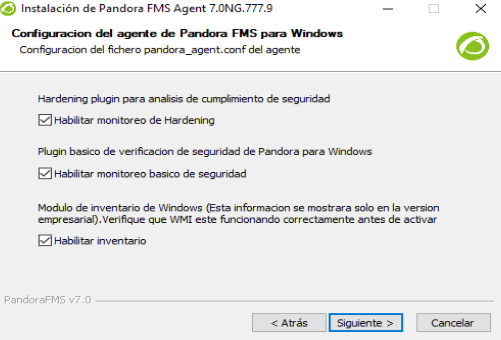 Instalación de Pandora FMS Agent 7.0NG.777.9
Configuracion del agente de Pandora FMS para Windows
Configuracion del fichero pandora_agent.conf del agente
Hardening plugin para analisis de cumplimiento de seguridad
Habilitar monitoreo de Hardening
Plugin basico de verificacion de seguridad de Pandora para Windows
Habilitar monitoreo basico de seguridad
Modulo de inventario de Windows (Esta informacion se mostrara solo en la version
empresarial).Verifique que WMI este funcionando correctamente antes de activar
Habilitar inventario
PandoraFMS v7.0
< Atrás Siguiente > Cancelar